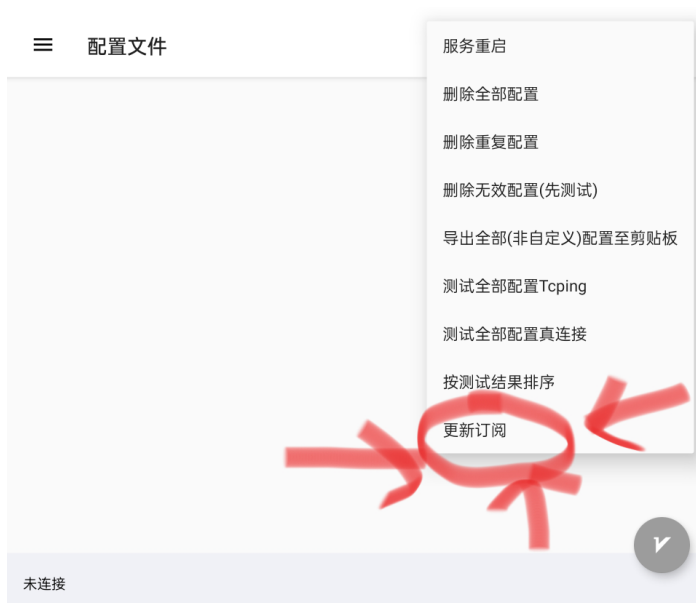 配置文件
服务重启
删除全部配置
删除重复配置
删除无效配置(先测试)
导出全部(非自定义)配置至剪贴板
测试全部配置Tcping
测试全部配置真连接
按测试结果排序
更新订阅
未连接